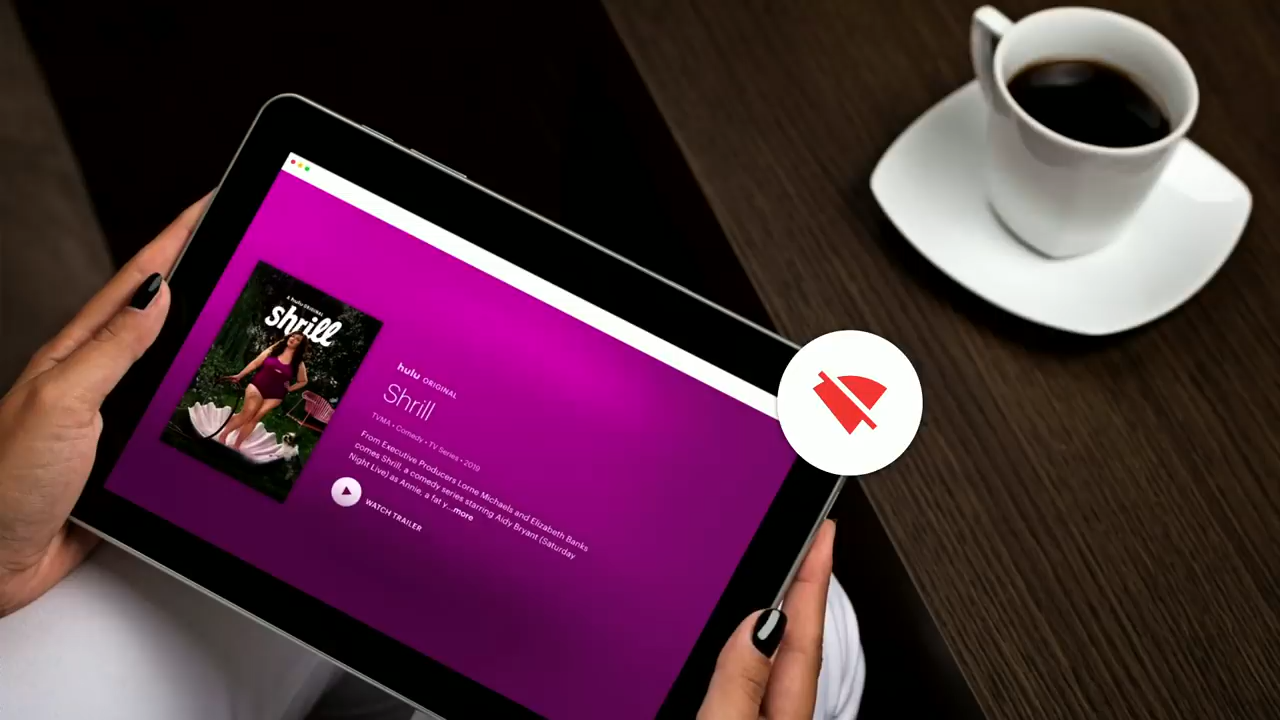 A hulu ORIGINAL
shrill
hulu ORIGINAL
Shrill
TVMA • Comedy • TV Series • 2019
From Executive Producers Lorne Michaels and Elizabeth Banks
comes Shrill, a comedy series starring Aidy Bryant (Saturday
Night Live) as Annie, a fat y...more
WATCH TRAILER